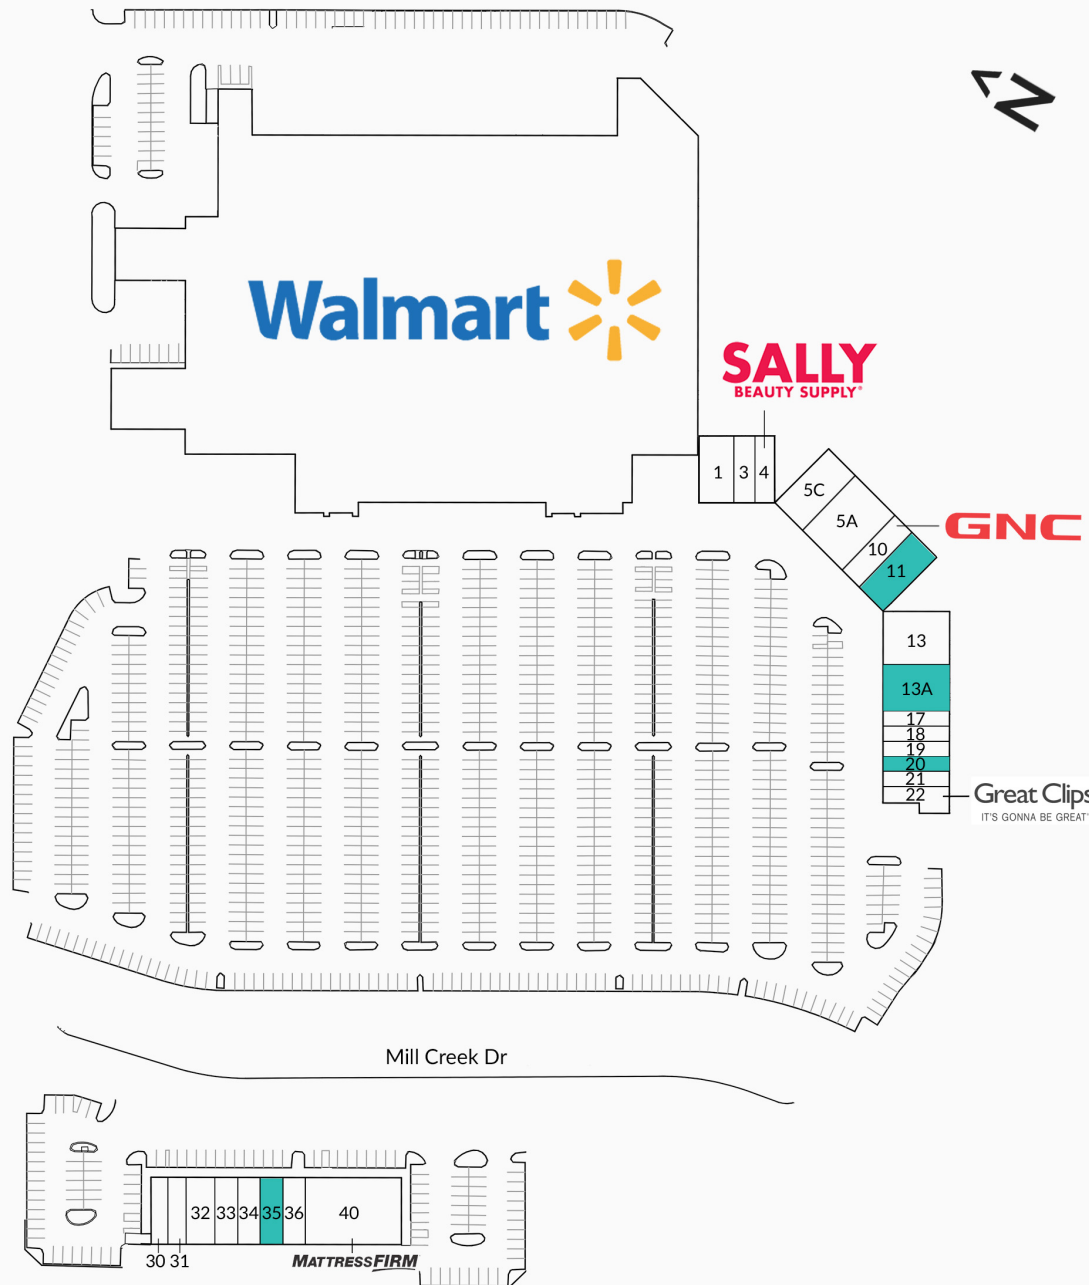 N
Walmart
SALLY
BEAUTY SUPPLY
1
3
4
5C
5A
10
11
GNC
13
13A
17
18
19
20
21
22
Great Clips
IT'S GONNA BE GREAT
Mill Creek Dr
32
33
34
35
36
40
30
31
MATTRESSFIRM